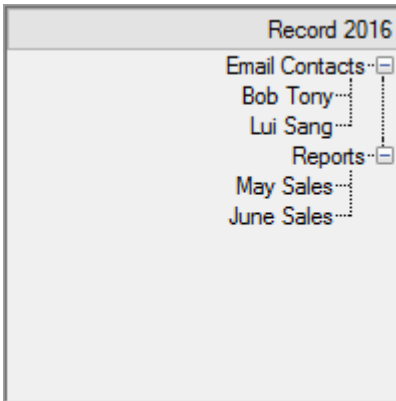 Record 2016
Email Contacts
Bob Tony
Lui Sang
Reports
May Sales
June Sales